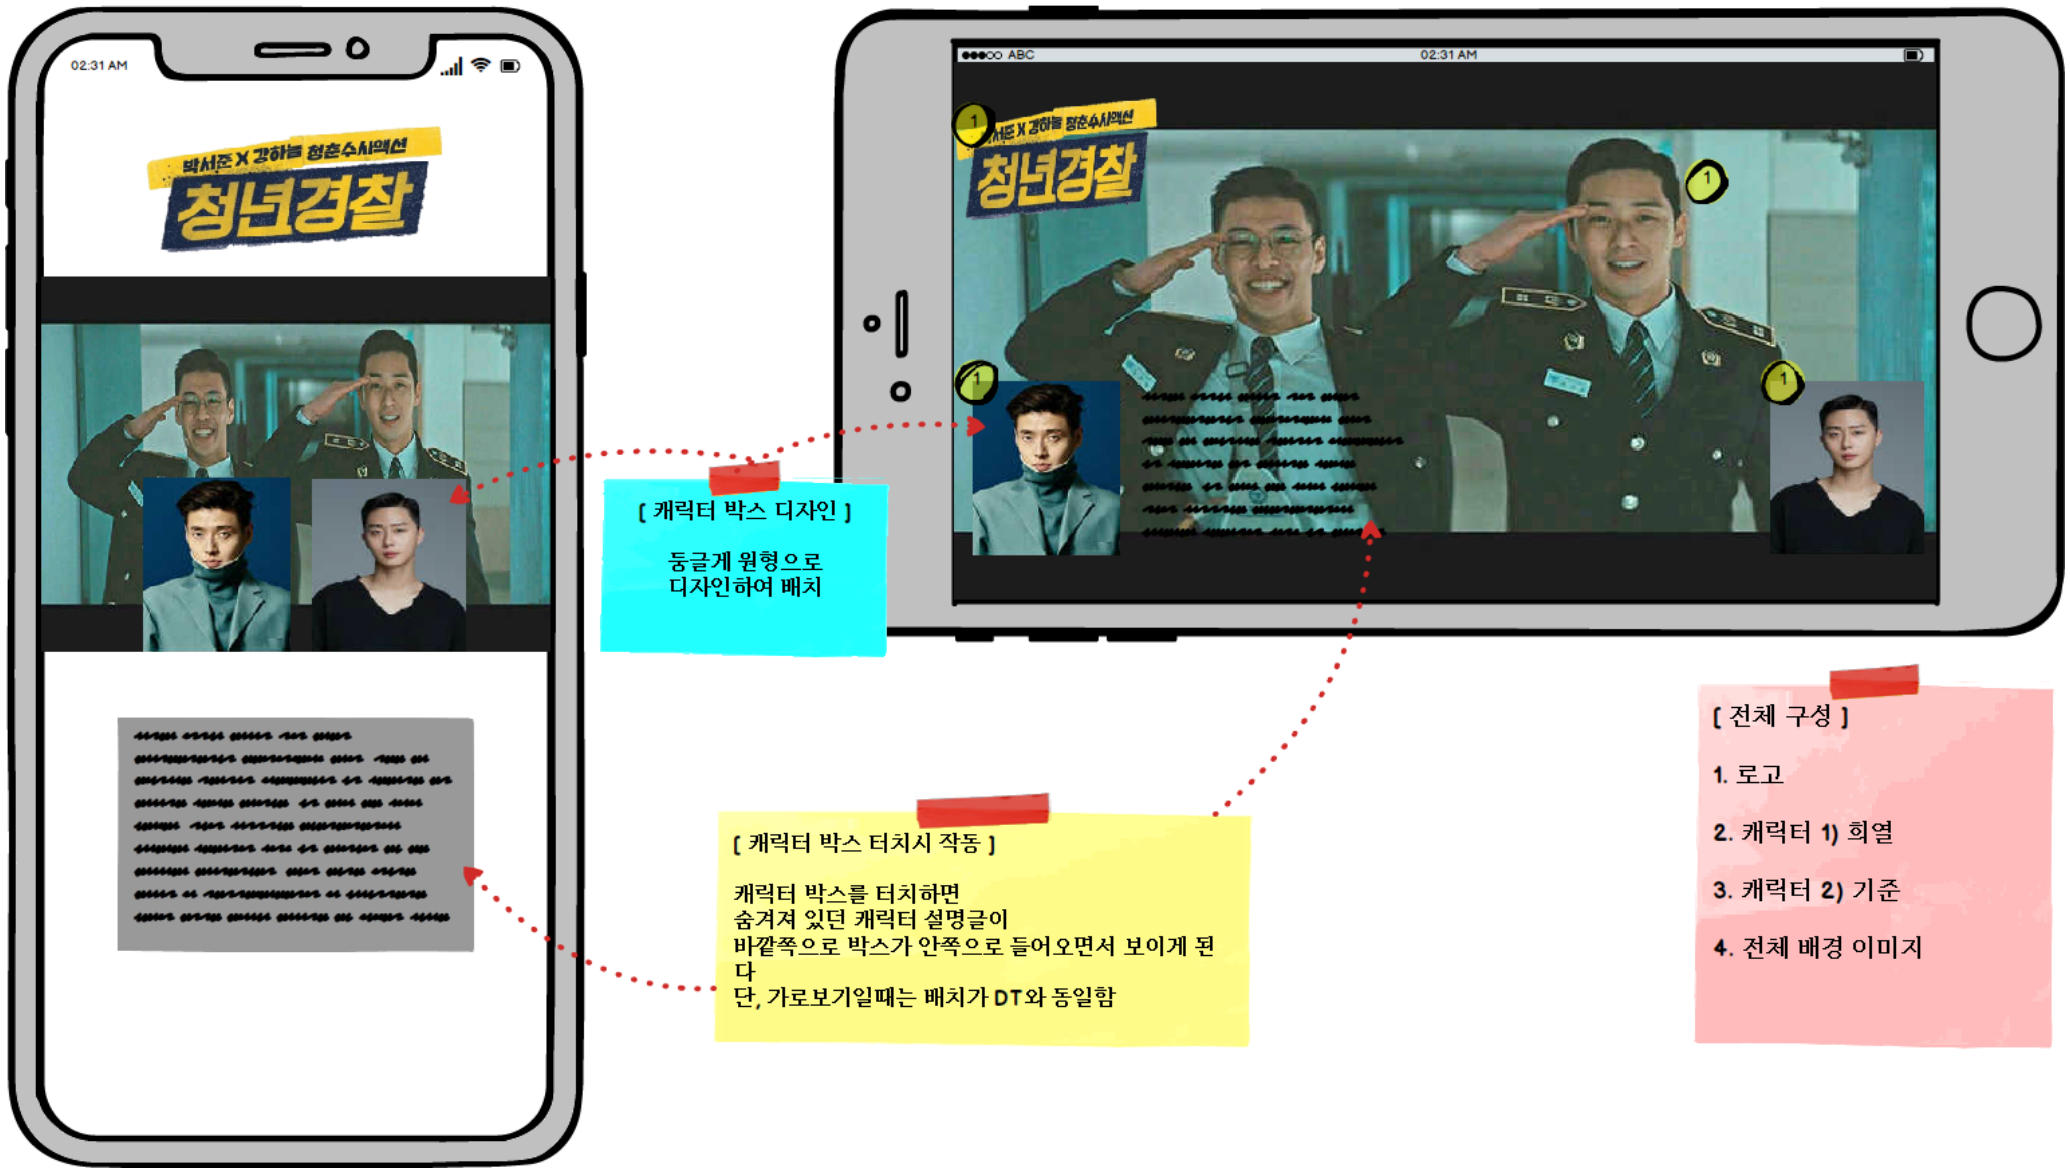 02:31 AM
박서준 X 강하늘 청춘수사액션
청년경찰
ABC
02:31 AM
1
서준 X 강하늘 청춘수사액션
청년경찰
1
1
1
[ 캐릭터 박스 디자인 ]
둥글게 원형으로
디자인하여 배치
[ 캐릭터 박스 터치시 작동 ]
캐릭터 박스를 터치하면
숨겨져 있던 캐릭터 설명글이
바깥쪽으로 박스가 안쪽으로 들어오면서 보이게 된
다
단, 가로보기일때는 배치가 DT와 동일함
[ 전체 구성 ]
1. 로고
2. 캐릭터 1) 희열
3. 캐릭터 2) 기준
4. 전체 배경 이미지